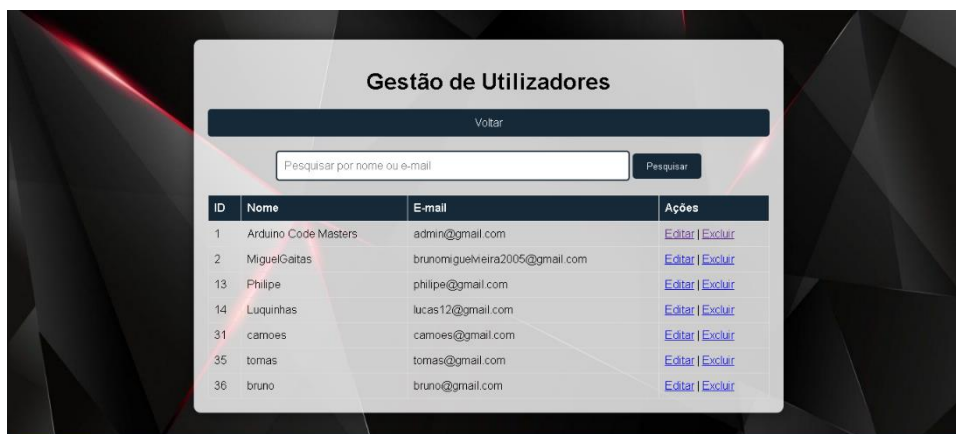 Gestão de Utilizadores
Voltar
Pesquisar por nome ou e-mail Pesquisar
ID Nome E-mail Ações
1 Arduino Code Masters admin@gmail.com Editar | Excluir
2 MiguelGaitas brunomiguelvieira2005@gmail.com Editar | Excluir
13 Philipe philipe@gmail.com Editar | Excluir
14 Luquinhas lucas12@gmail.com Editar | Excluir
31 camoes camoes@gmail.com Editar | Excluir
35 tomas tomas@gmail.com Editar | Excluir
36 bruno bruno@gmail.com Editar | Excluir